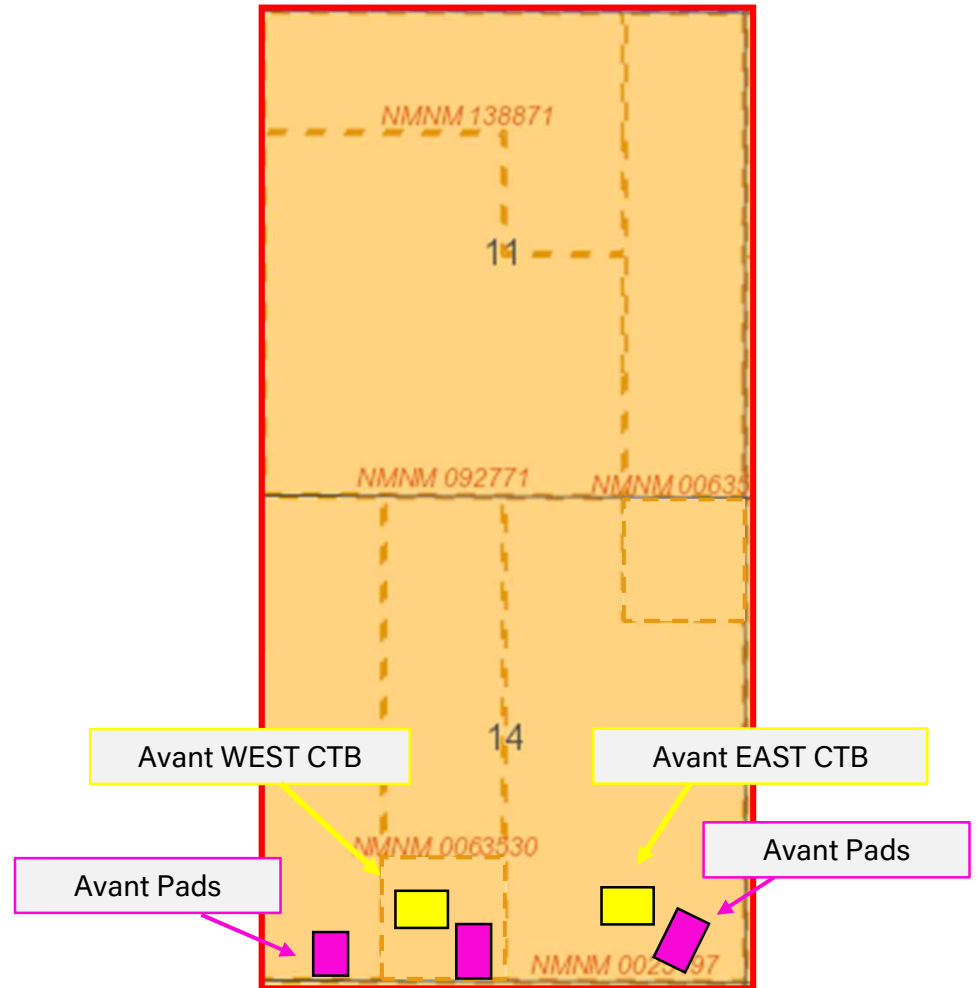 NMNM 138871
11
NMNM 092771
NMNM 00635
14
Avant WEST CTB
Avant EAST CTB
NMNM 0063530
Avant Pads
Avant Pads
NMNM